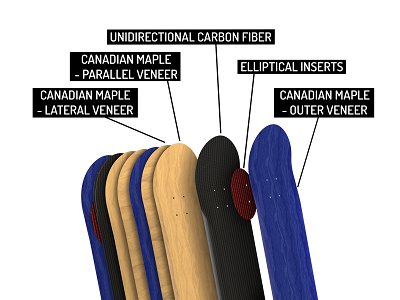 UNIDIRECTIONAL CARBON FIBER
CANADIAN MAPLE
- PARALLEL VENEER
ELLIPTICAL INSERTS
CANADIAN MAPLE
- LATERAL VENEER
CANADIAN MAPLE
- OUTER VENEER